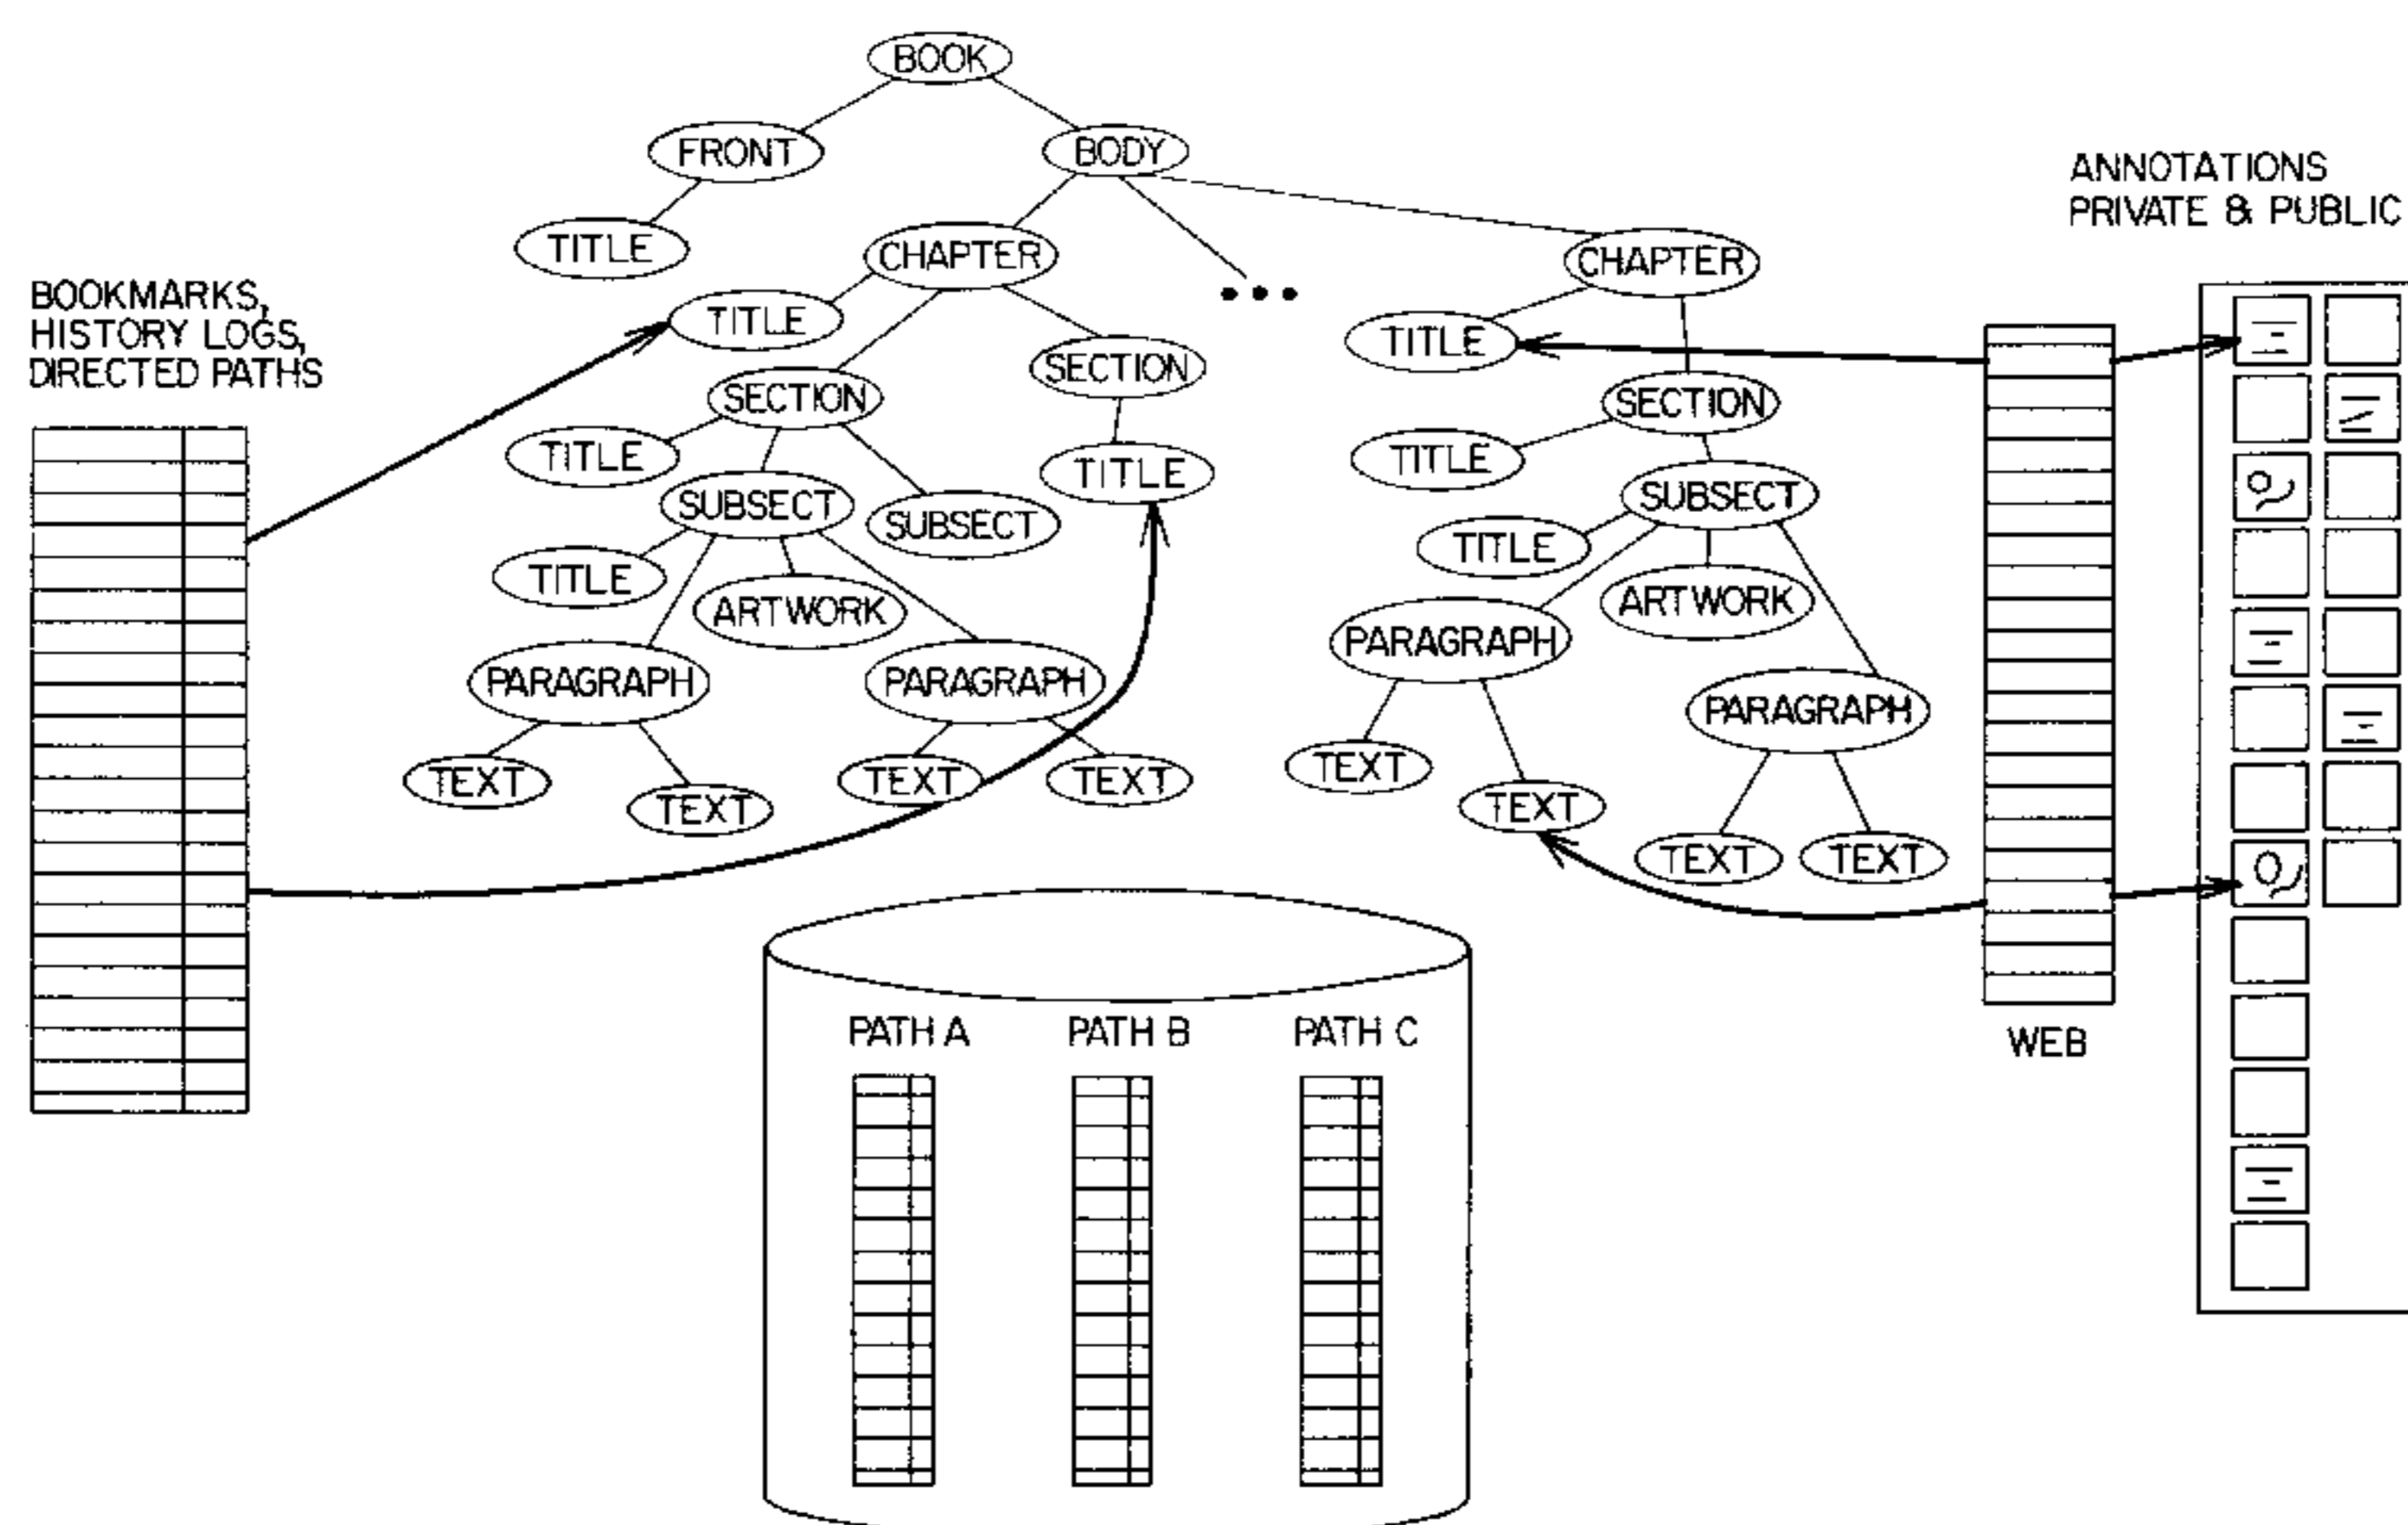 BOOK
FRONT
BODY
ANNOTATIONS
PRIVATE & PUBLIC
TITLE
CHAPTER
CHAPTER
BOOKMARKS,
HISTORY LOGS,
DIRECTED PATHS
TITLE
TITLE
SECTION
SECTION
SECTION
TITLE
TITLE
TITLE
SUBSECT
SUBSECT
SUBSECT
TITLE
TITLE
ARTWORK
ARTWORK
PARAGRAPH
PARAGRAPH
PARAGRAPH
PARAGRAPH
TEXT
TEXT
TEXT
TEXT
TEXT
TEXT
TEXT
TEXT
PATH A
PATH B
PATH C
WEB